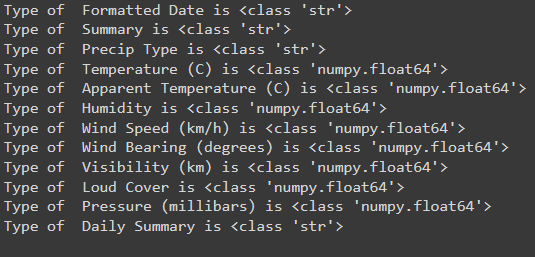 Type of  Formatted Date is <class 'str'>
Type of  Summary is <class 'str'>
Type of  Precip Type is <class 'str'>
Type of  Temperature (C) is <class 'numpy.float64'>
Type of  Apparent Temperature (C) is <class 'numpy.float64'>
Type of  Humidity is <class 'numpy.float64'>
Type of  Wind Speed (km/h) is <class 'numpy.float64'>
Type of  Wind Bearing (degrees) is <class 'numpy.float64'>
Type of  Visibility (km) is <class 'numpy.float64'>
Type of  Loud Cover is <class 'numpy.float64'>
Type of  Pressure (millibars) is <class 'numpy.float64'>
Type of  Daily Summary is <class 'str'>